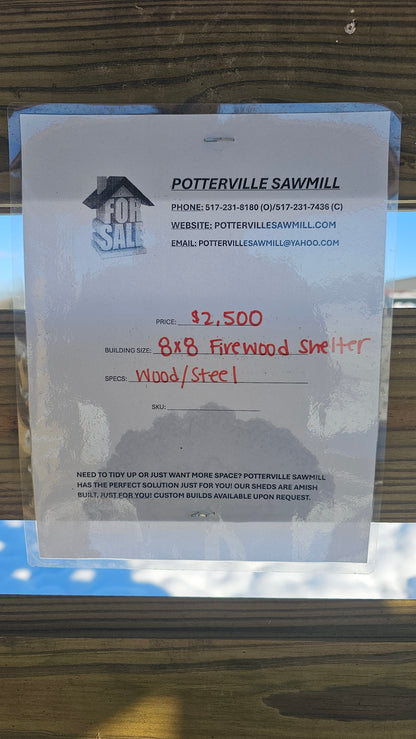 FOR
SALE
POTTERVILLE SAWMILL
PHONE: 517-231-8180 (O)/517-231-7436 (C)
WEBSITE: POTTERVILLESAWMILL.COM
EMAIL: POTTERVILLESAWMILL@YAHOO.COM
PRICE: $2,500
BUILDING SIZE: 8x8 Firewood Shelter
SPECS: Wood/Steel
SKU:
NEED TO TIDY UP OR JUST WANT MORE SPACE? POTTERVILLE SAWMILL
HAS THE PERFECT SOLUTION JUST FOR YOU! OUR SHEDS ARE AMISH
BUILT, JUST FOR YOU! CUSTOM BUILDS AVAILABLE UPON REQUEST.